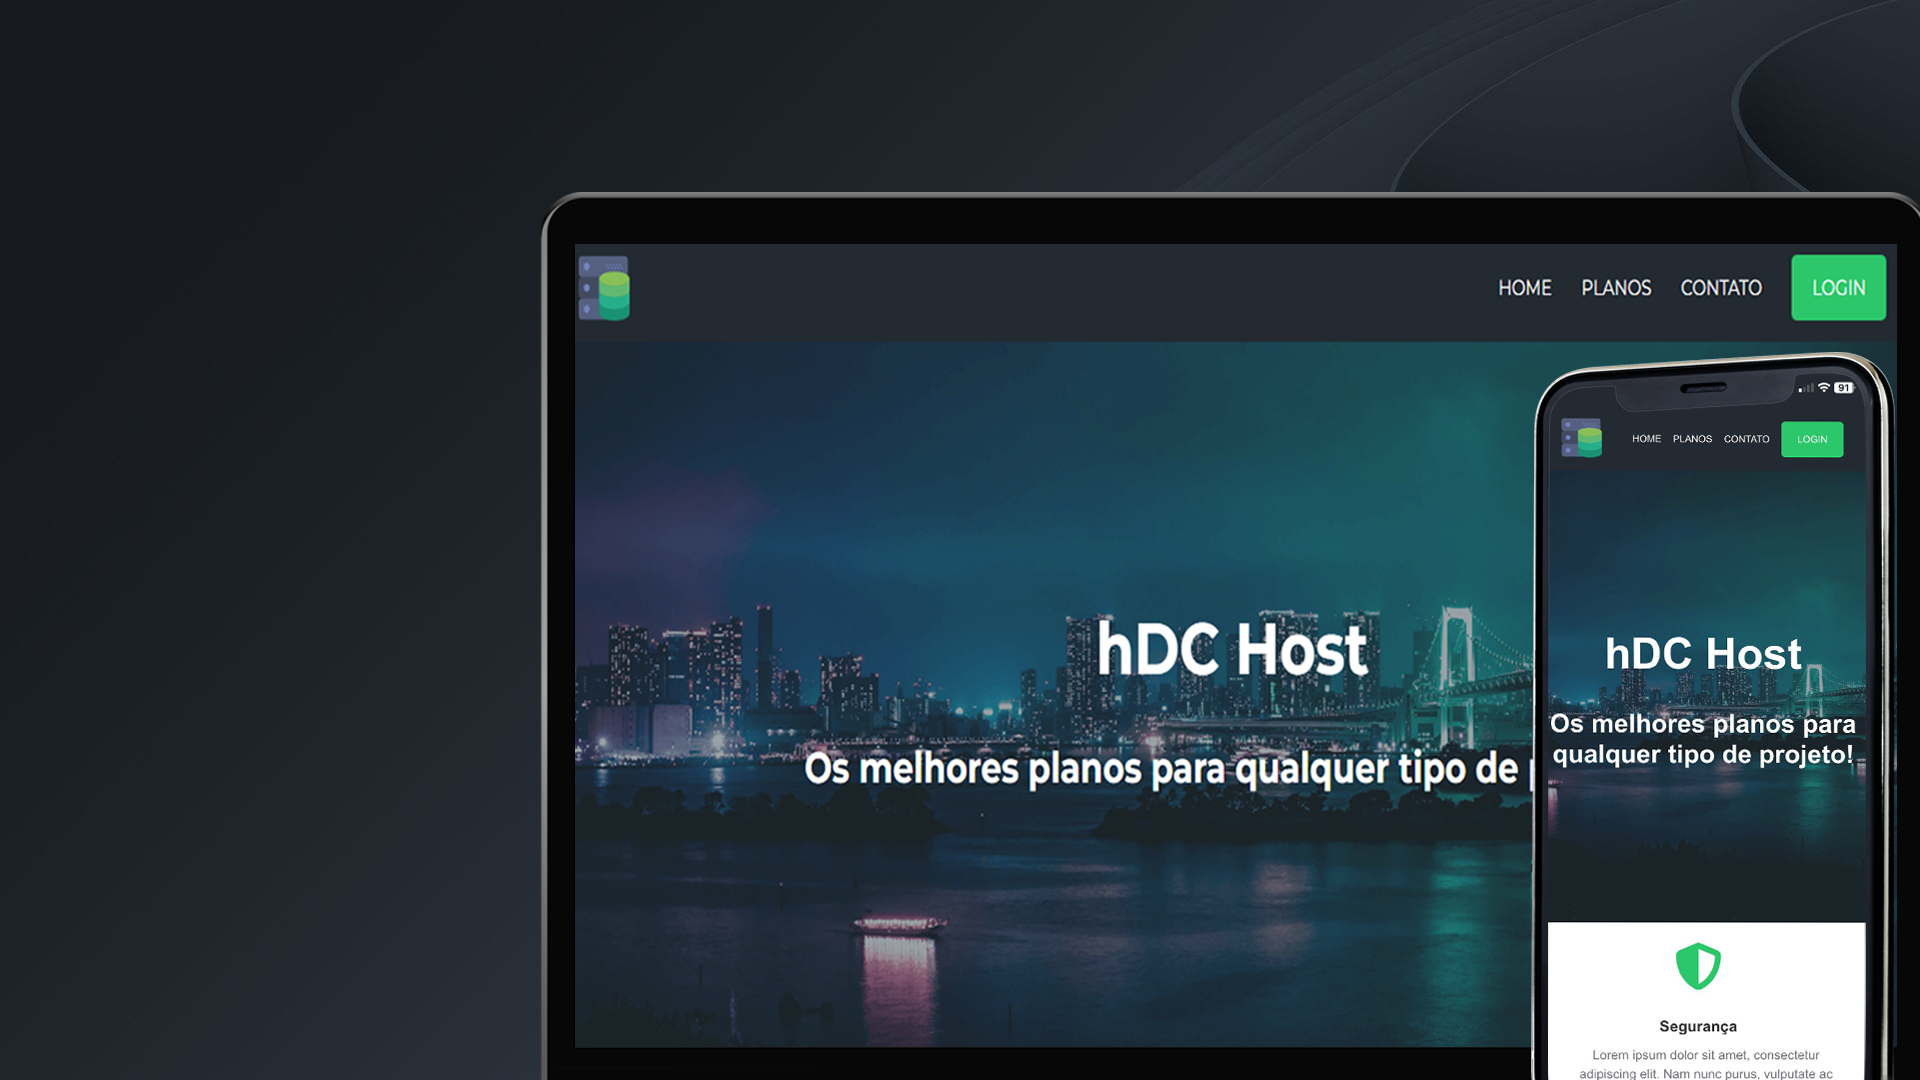 HOME PLANOS CONTATO LOGIN
hDC Host
Os melhores planos para qualquer tipo de
91
HOME PLANOS CONTATO LOGIN
hDC Host
Os melhores planos para
qualquer tipo de projeto!
Segurança
Lorem ipsum dolor sit amet, consectetur
adipiscing elit. Nam nunc purus, vulputate ac